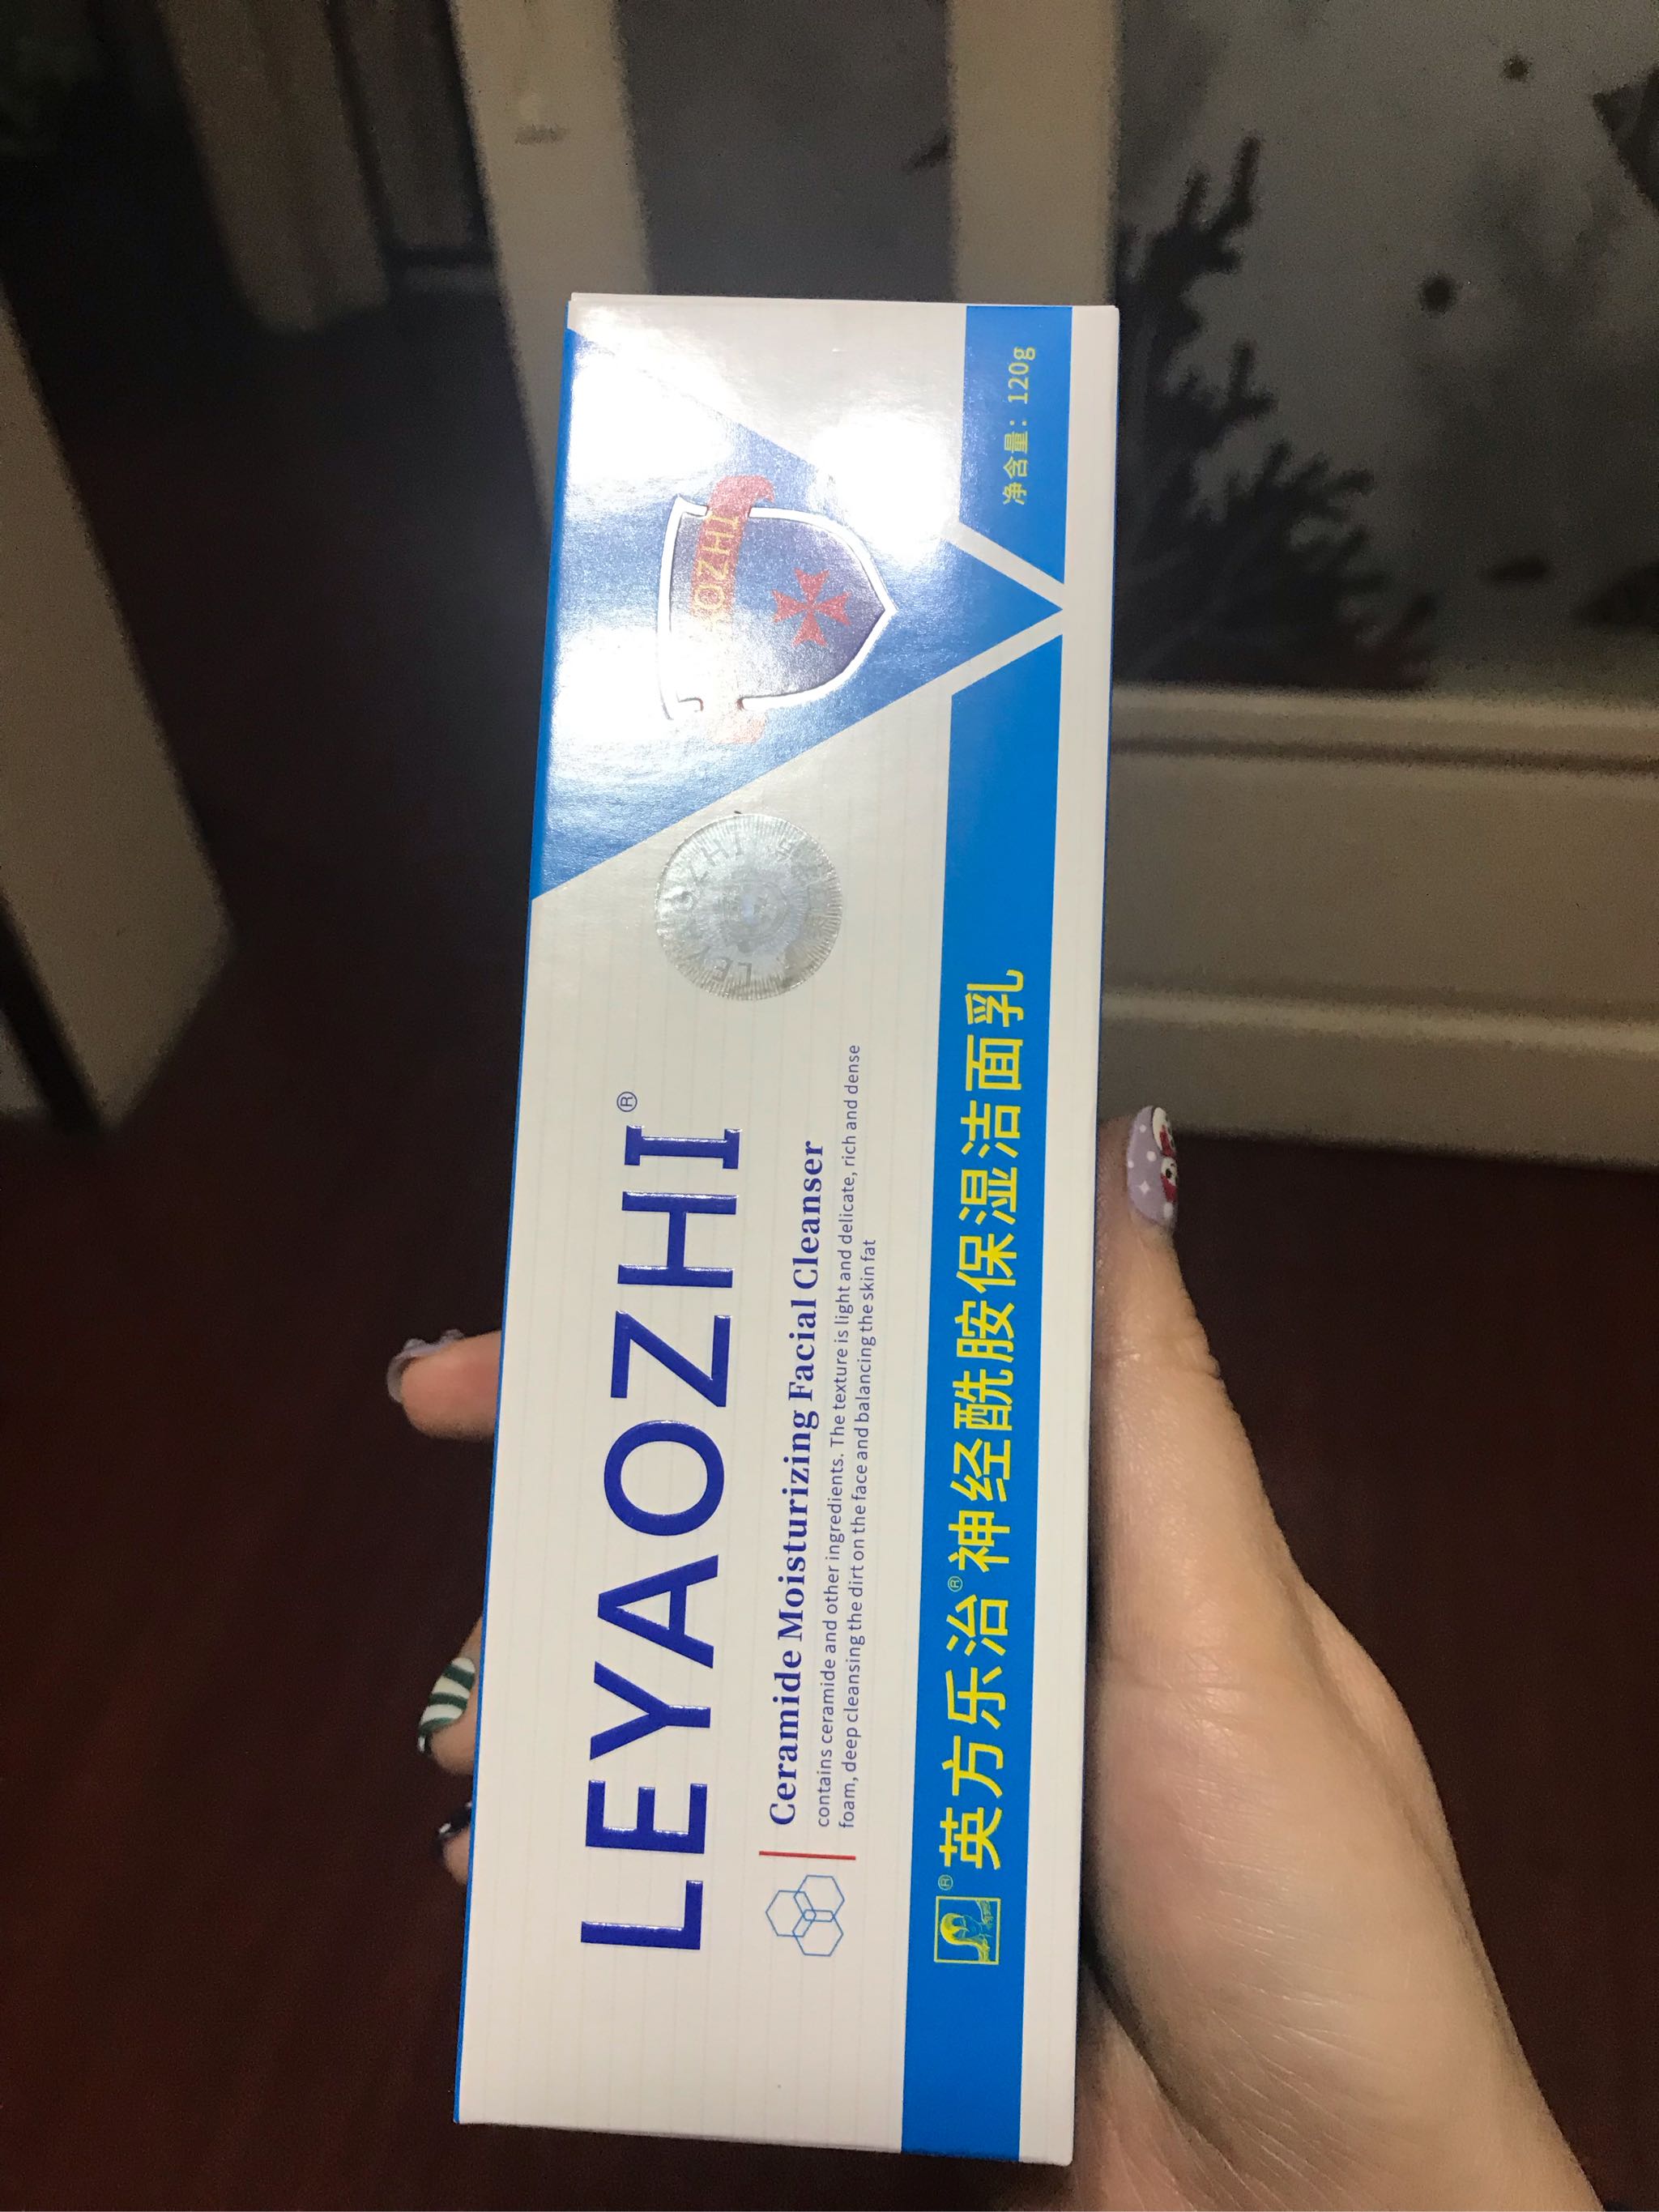 LEYAOZHI®
Ceramide Moisturizing Facial Cleanser
contains ceramide and other ingredients. The texture is light and delicate, rich and dense
foam, deep cleansing the dirt on the face and balancing the skin fat
®英方乐治®神经酰胺保湿洁面乳
净含量：120g